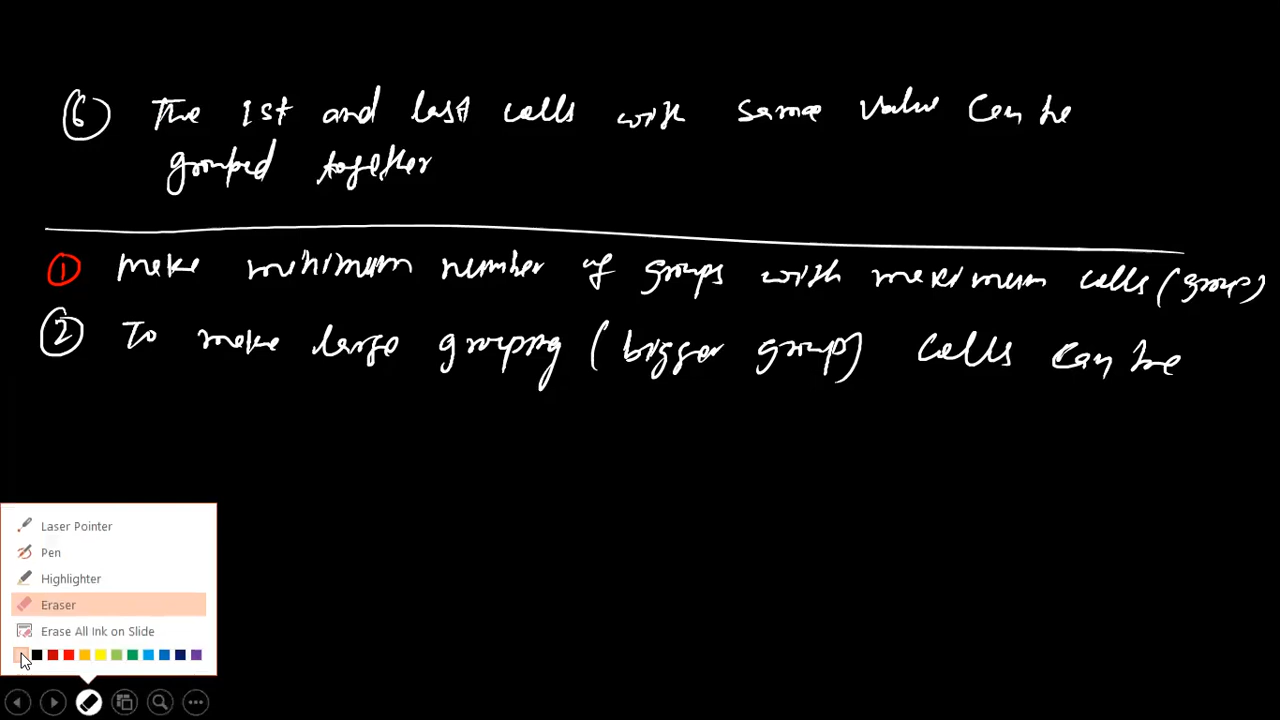 6 The 1st and last cells with same value can be
grouped together
1 make minimum number of groups with maximum cells (group)
2 To make large grouping (bigger group) cells can be
Laser Pointer
Pen
Highlighter
Eraser
Erase All Ink on Slide